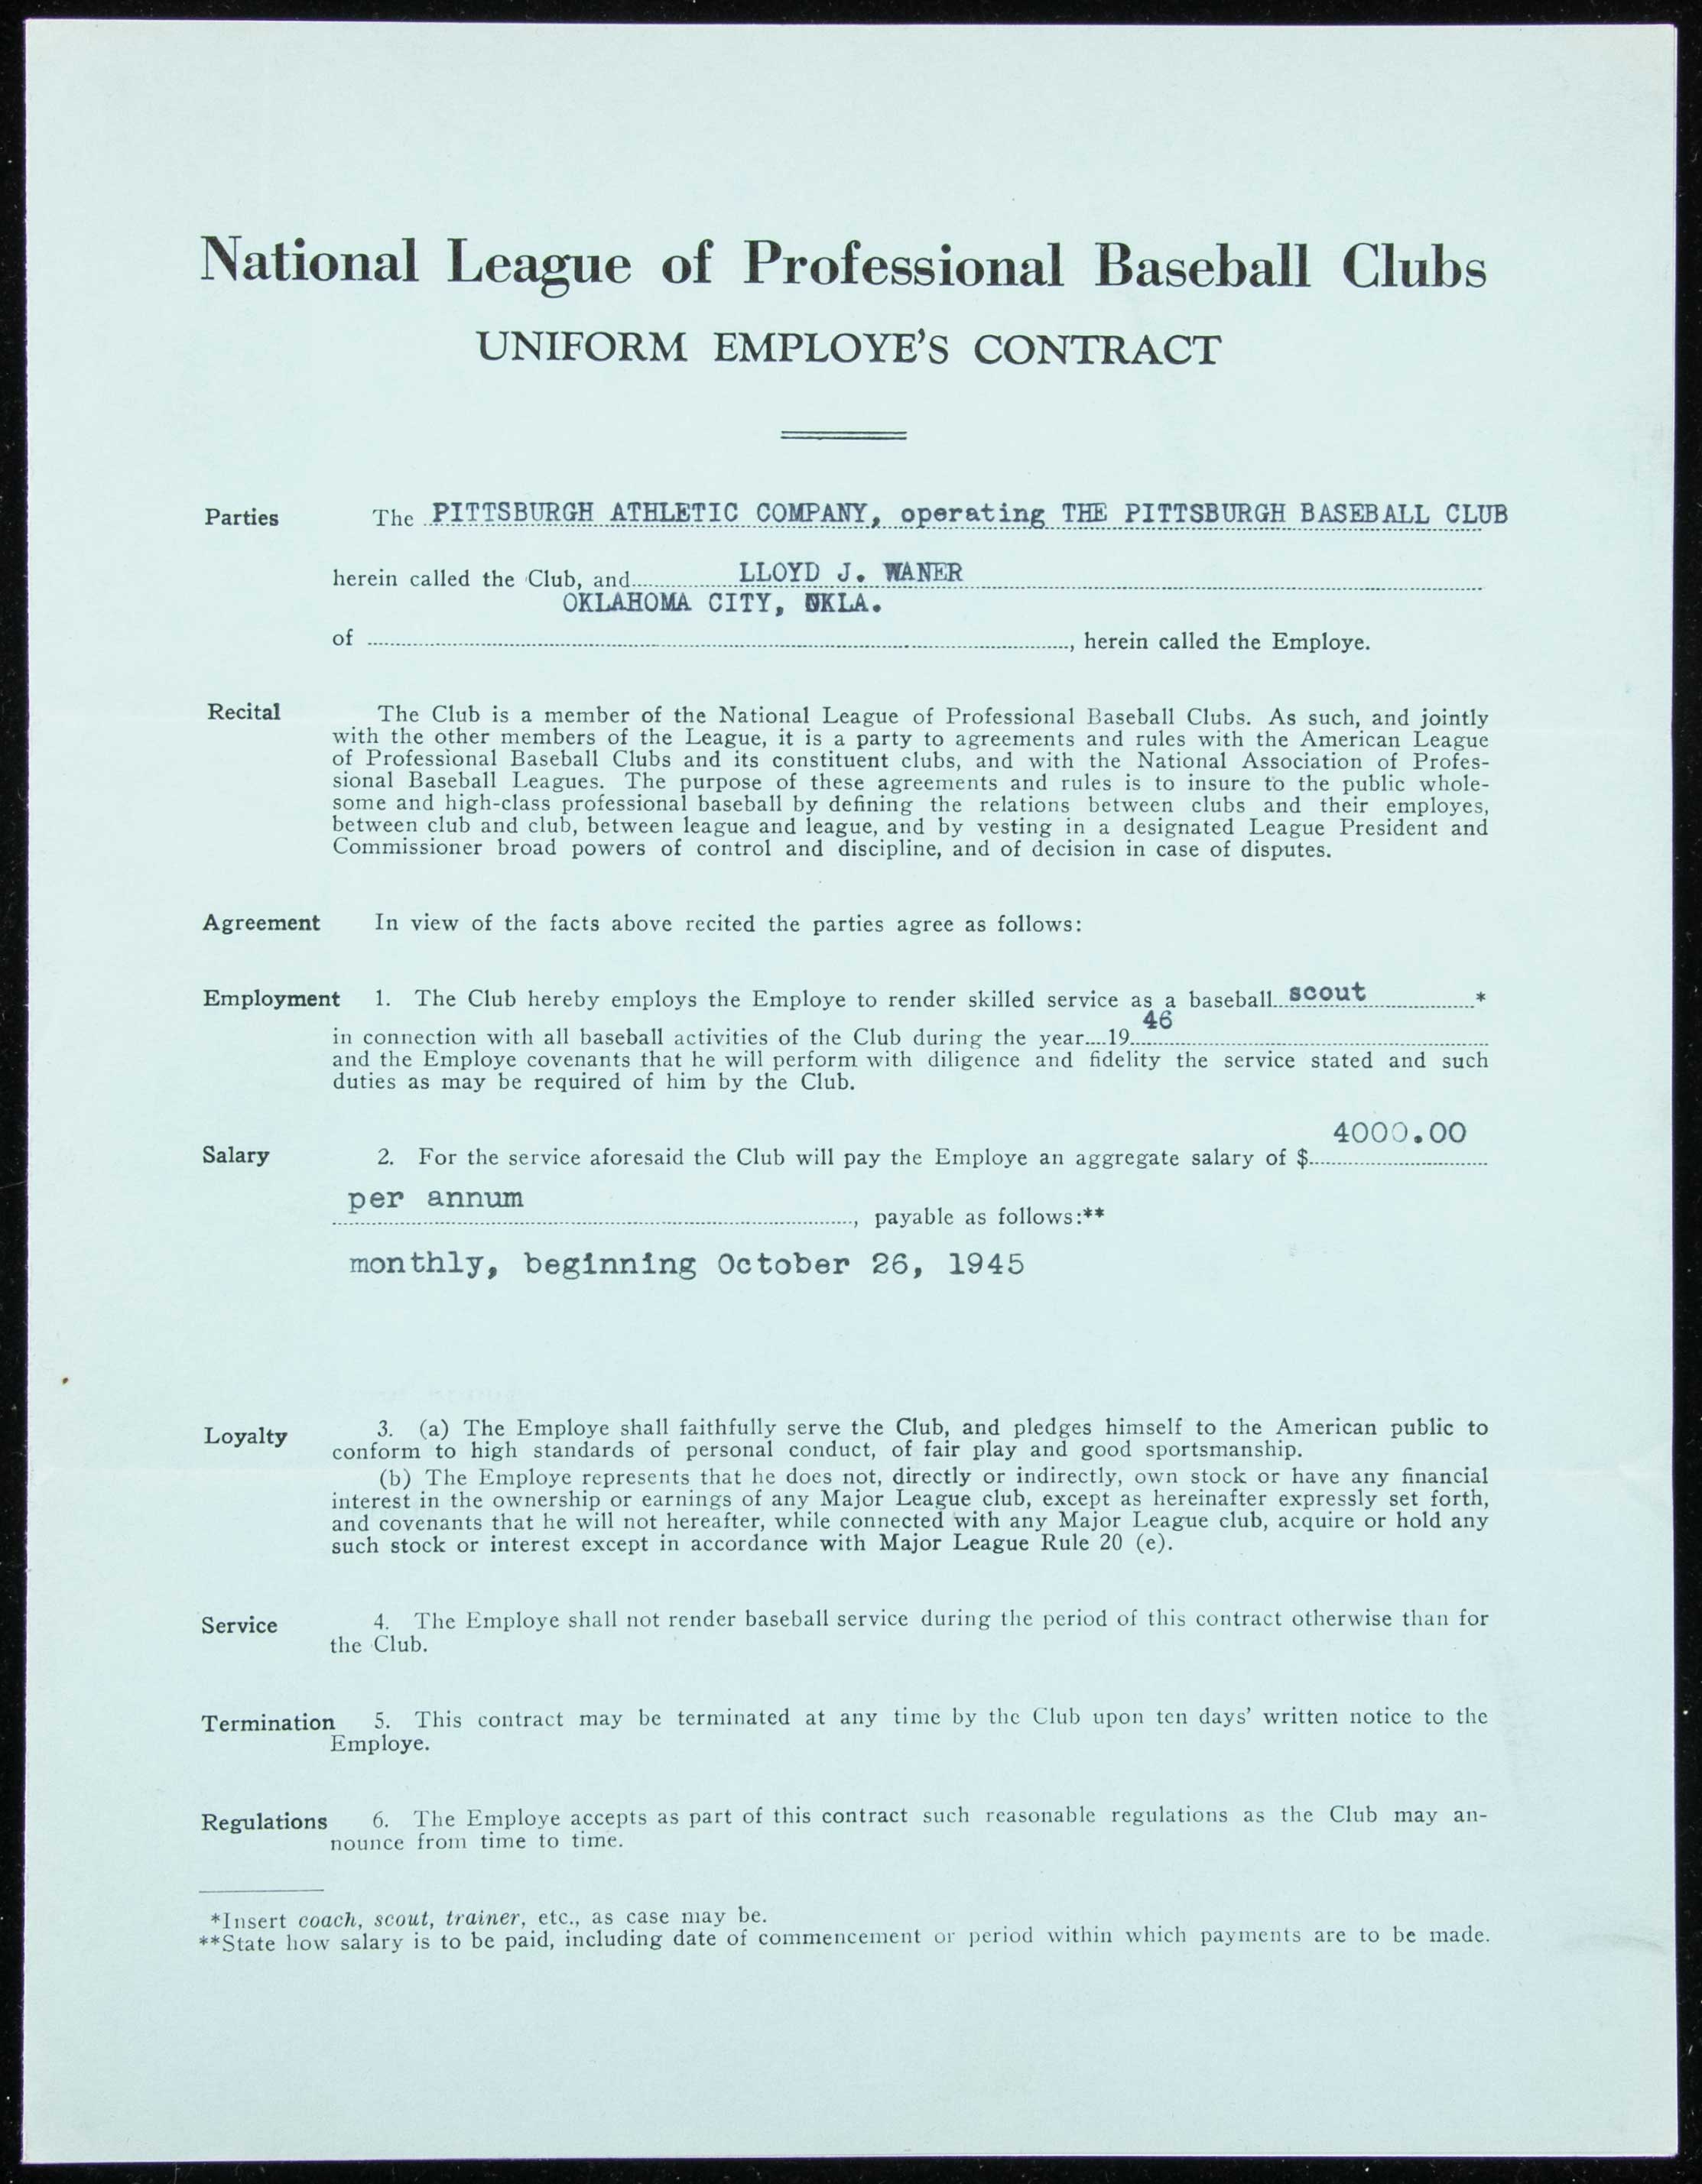 National League of Professional Baseball Clubs
UNIFORM EMPLOYE'S CONTRACT
Parties The PITTSBURGH ATHLETIC COMPANY, operating THE PITTSBURGH BASEBALL CLUB
herein called the Club, and LLOYD J. WANER
OKLAHOMA CITY, OKLA.
of , herein called the Employe.
Recital The Club is a member of the National League of Professional Baseball Clubs. As such, and jointly
with the other members of the League, it is a party to agreements and rules with the American League
of Professional Baseball Clubs and its constituent clubs, and with the National Association of Profes-
sional Baseball Leagues. The purpose of these agreements and rules is to insure to the public whole-
some and high-class professional baseball by defining the relations between clubs and their employes,
between club and club, between league and league, and by vesting in a designated League President and
Commissioner broad powers of control and discipline, and of decision in case of disputes.
Agreement In view of the facts above recited the parties agree as follows:
Employment 1. The Club hereby employs the Employe to render skilled service as a baseball scout *
in connection with all baseball activities of the Club during the year 19 46
and the Employe covenants that he will perform with diligence and fidelity the service stated and such
duties as may be required of him by the Club.
Salary 2. For the service aforesaid the Club will pay the Employe an aggregate salary of $ 4000.00
per annum , payable as follows:**
monthly, beginning October 26, 1945
Loyalty 3. (a) The Employe shall faithfully serve the Club, and pledges himself to the American public to
conform to high standards of personal conduct, of fair play and good sportsmanship.
(b) The Employe represents that he does not, directly or indirectly, own stock or have any financial
interest in the ownership or earnings of any Major League club, except as hereinafter expressly set forth,
and covenants that he will not hereafter, while connected with any Major League club, acquire or hold any
such stock or interest except in accordance with Major League Rule 20 (e).
Service 4. The Employe shall not render baseball service during the period of this contract otherwise than for
the Club.
Termination 5. This contract may be terminated at any time by the Club upon ten days' written notice to the
Employe.
Regulations 6. The Employe accepts as part of this contract such reasonable regulations as the Club may an-
nounce from time to time.
*Insert coach, scout, trainer, etc., as case may be.
**State how salary is to be paid, including date of commencement or period within which payments are to be made.